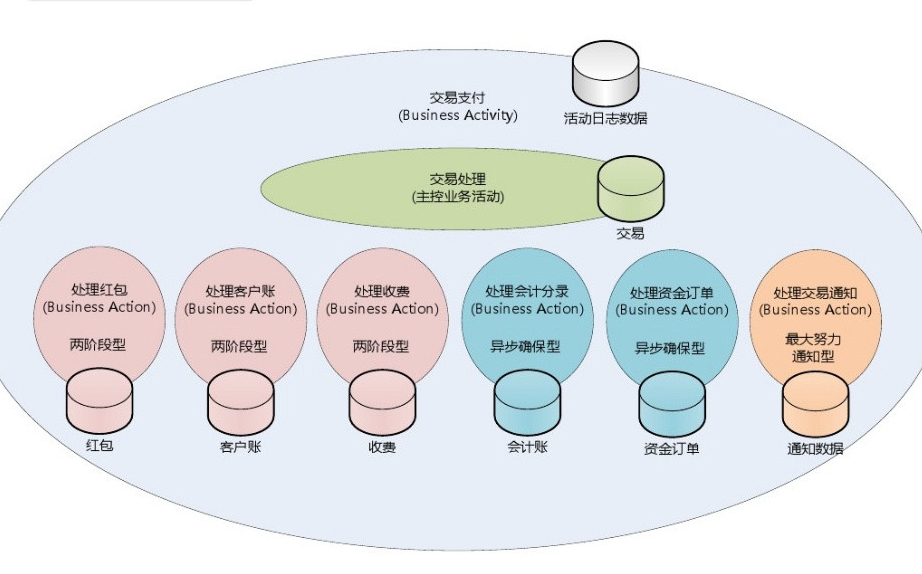 交易支付
(Business Activity)
活动日志数据
交易处理
(主控业务活动)
交易
处理红包
(Business Action)
两阶段型
红包
处理客户账
(Business Action)
两阶段型
客户账
处理收费
(Business Action)
两阶段型
收费
处理会计分录
(Business Action)
异步确保型
会计账
处理资金订单
(Business Action)
异步确保型
资金订单
处理交易通知
(Business Action)
最大努力
通知型
通知数据